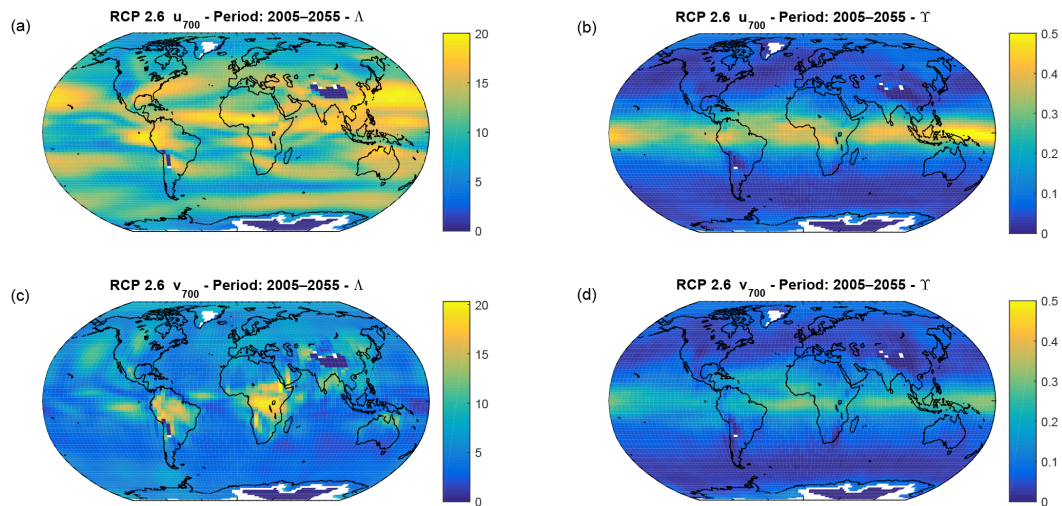 RCP 2.6 u700 - Period: 2005–2055 - Λ
(a)
20
15
10
5
0
RCP 2.6 u700 - Period: 2005–2055 - ϒ
(b)
0.5
0.4
0.3
0.2
0.1
0
RCP 2.6 v700 - Period: 2005–2055 - Λ
(c)
20
15
10
5
0
RCP 2.6 v700 - Period: 2005–2055 - ϒ
(d)
0.5
0.4
0.3
0.2
0.1
0